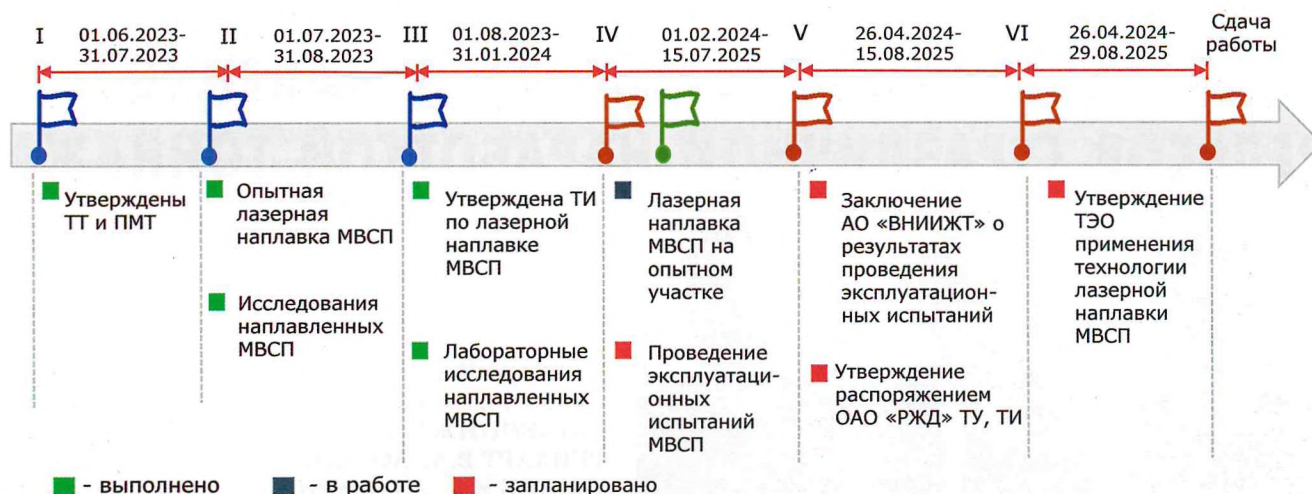 I
01.06.2023-
31.07.2023
II
01.07.2023-
31.08.2023
III
01.08.2023-
31.01.2024
IV
01.02.2024-
15.07.2025
V
26.04.2024-
15.08.2025
VI
26.04.2024-
29.08.2025
Сдача
работы
Утверждены
ТТ и ПМТ
Опытная
лазерная
наплавка МВСП
Исследования
наплавленных
МВСП
Утверждена ТИ
по лазерной
наплавке
МВСП
Лабораторные
исследования
наплавленных
МВСП
Лазерная
наплавка
МВСП на
опытном
участке
Проведение
эксплуатаци-
онных
испытаний
МВСП
Заключение
АО «ВНИИЖТ» о
результатах
проведения
эксплуатацион-
ных испытаний
Утверждение
распоряжением
ОАО «РЖД» ТУ, ТИ
Утверждение
ТЭО
применения
технологии
лазерной
наплавки
МВСП
- выполнено
- в работе
- запланировано